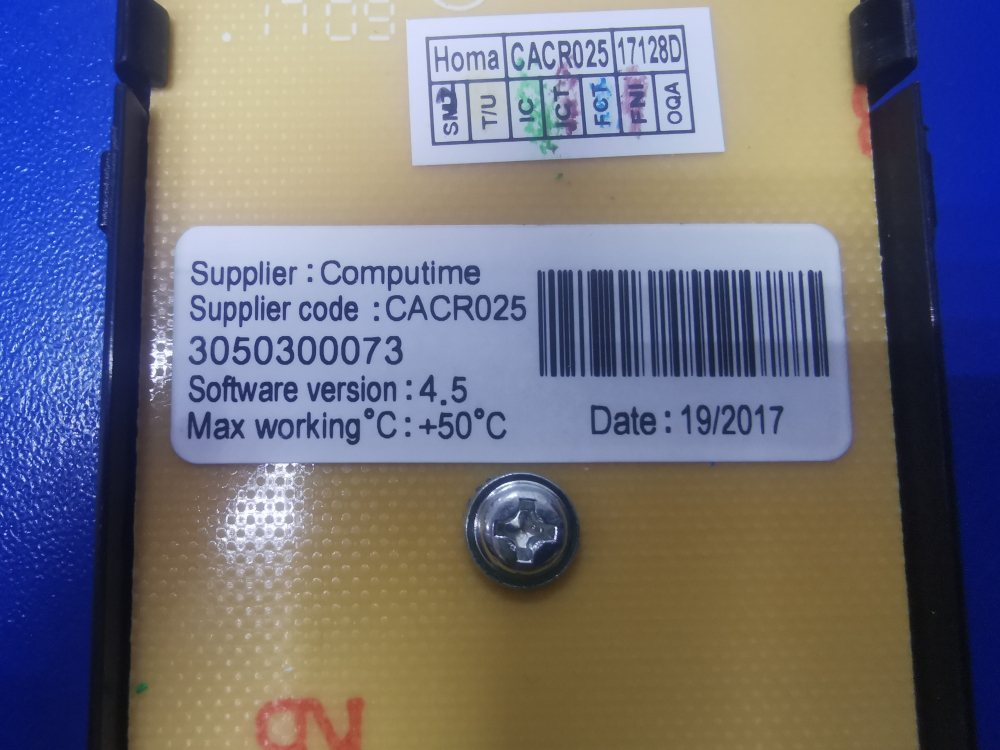 Homa CACR025 17128D
SMD T/U IC ICT FCT FNI OQA
Supplier : Computime
Supplier code : CACR025
3050300073
Software version : 4.5
Max working °C : +50°C
Date : 19/2017